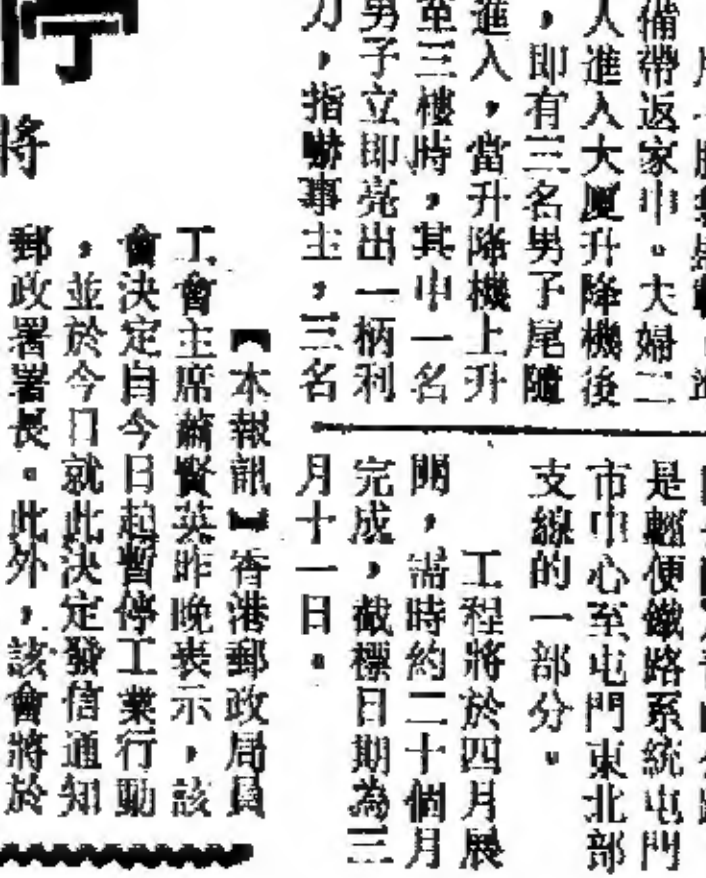 備帶返家中。夫婦二
人進入大廈升降機後
，即有三名男子尾隨
進入，當升降機上升
至三樓時，其中一名
男子立即亮出一柄利
刀，指嚇事主，三名
是輕便鐵路系統屯門
市中心至屯門東北部
支線的一部分。
工程將於四月展
開，需時約二十個月
完成，截標日期為三
月十一日。
將
【本報訊】香港郵政局員
工會主席蕭賢英昨晚表示，該
會決定自今日起暫停工業行動
，並於今日就此決定發信通知
郵政署署長。此外，該會將於